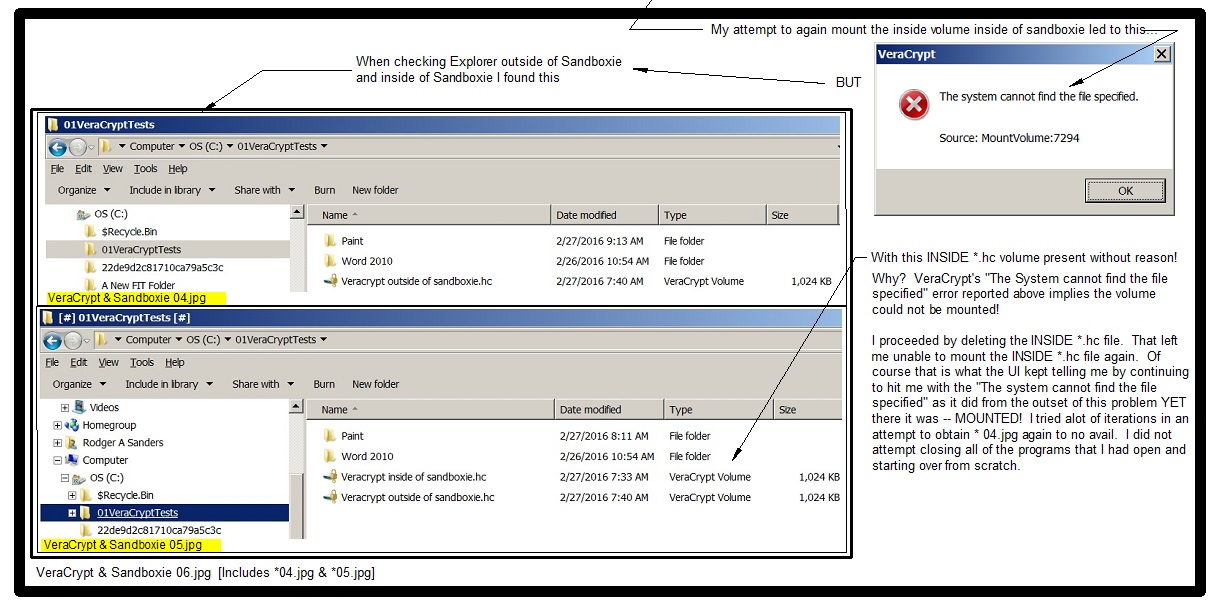 My attempt to again mount the inside volume inside of sandboxie led to this...
When checking Explorer outside of Sandboxie
and inside of Sandboxie I found this
BUT
VeraCrypt
The system cannot find the file specified.
Source: MountVolume:7294
OK
01VeraCryptTests
Computer OS (C:) 01VeraCryptTests
File Edit View Tools Help
Organize Include in library Share with Burn New folder
OS (C:)
$Recycle.Bin
01VeraCryptTests
22de9d2c81710ca79a5c3c
A New FIT Folder
Name Date modified Type Size
Paint 2/27/2016 9:13 AM File folder
Word 2010 2/26/2016 10:54 AM File folder
Veracrypt outside of sandboxie.hc 2/27/2016 7:40 AM VeraCrypt Volume 1,024 KB
VeraCrypt & Sandboxie 04.jpg
[#] 01VeraCryptTests [#]
Computer OS (C:) 01VeraCryptTests
File Edit View Tools Help
Organize Include in library Share with Burn New folder
Videos
Homegroup
Rodger A Sanders
Computer
OS (C:)
$Recycle.Bin
01VeraCryptTests
22de9d2c81710ca79a5c3c
Name Date modified Type Size
Paint 2/27/2016 8:11 AM File folder
Word 2010 2/26/2016 10:54 AM File folder
Veracrypt inside of sandboxie.hc 2/27/2016 7:33 AM VeraCrypt Volume 1,024 KB
Veracrypt outside of sandboxie.hc 2/27/2016 7:40 AM VeraCrypt Volume 1,024 KB
VeraCrypt & Sandboxie 05.jpg
With this INSIDE *.hc volume present without reason!
Why? VeraCrypt's "The System cannot find the file
specified" error reported above implies the volume
could not be mounted!
I proceeded by deleting the INSIDE *.hc file. That left
me unable to mount the INSIDE *.hc file again. Of
course that is what the UI kept telling me by continuing
to hit me with the "The system cannot find the file
specified" as it did from the outset of this problem YET
there it was -- MOUNTED! I tried alot of iterations in an
attempt to obtain * 04.jpg again to no avail. I did not
attempt closing all of the programs that I had open and
starting over from scratch.
VeraCrypt & Sandboxie 06.jpg [Includes *04.jpg & *05.jpg]